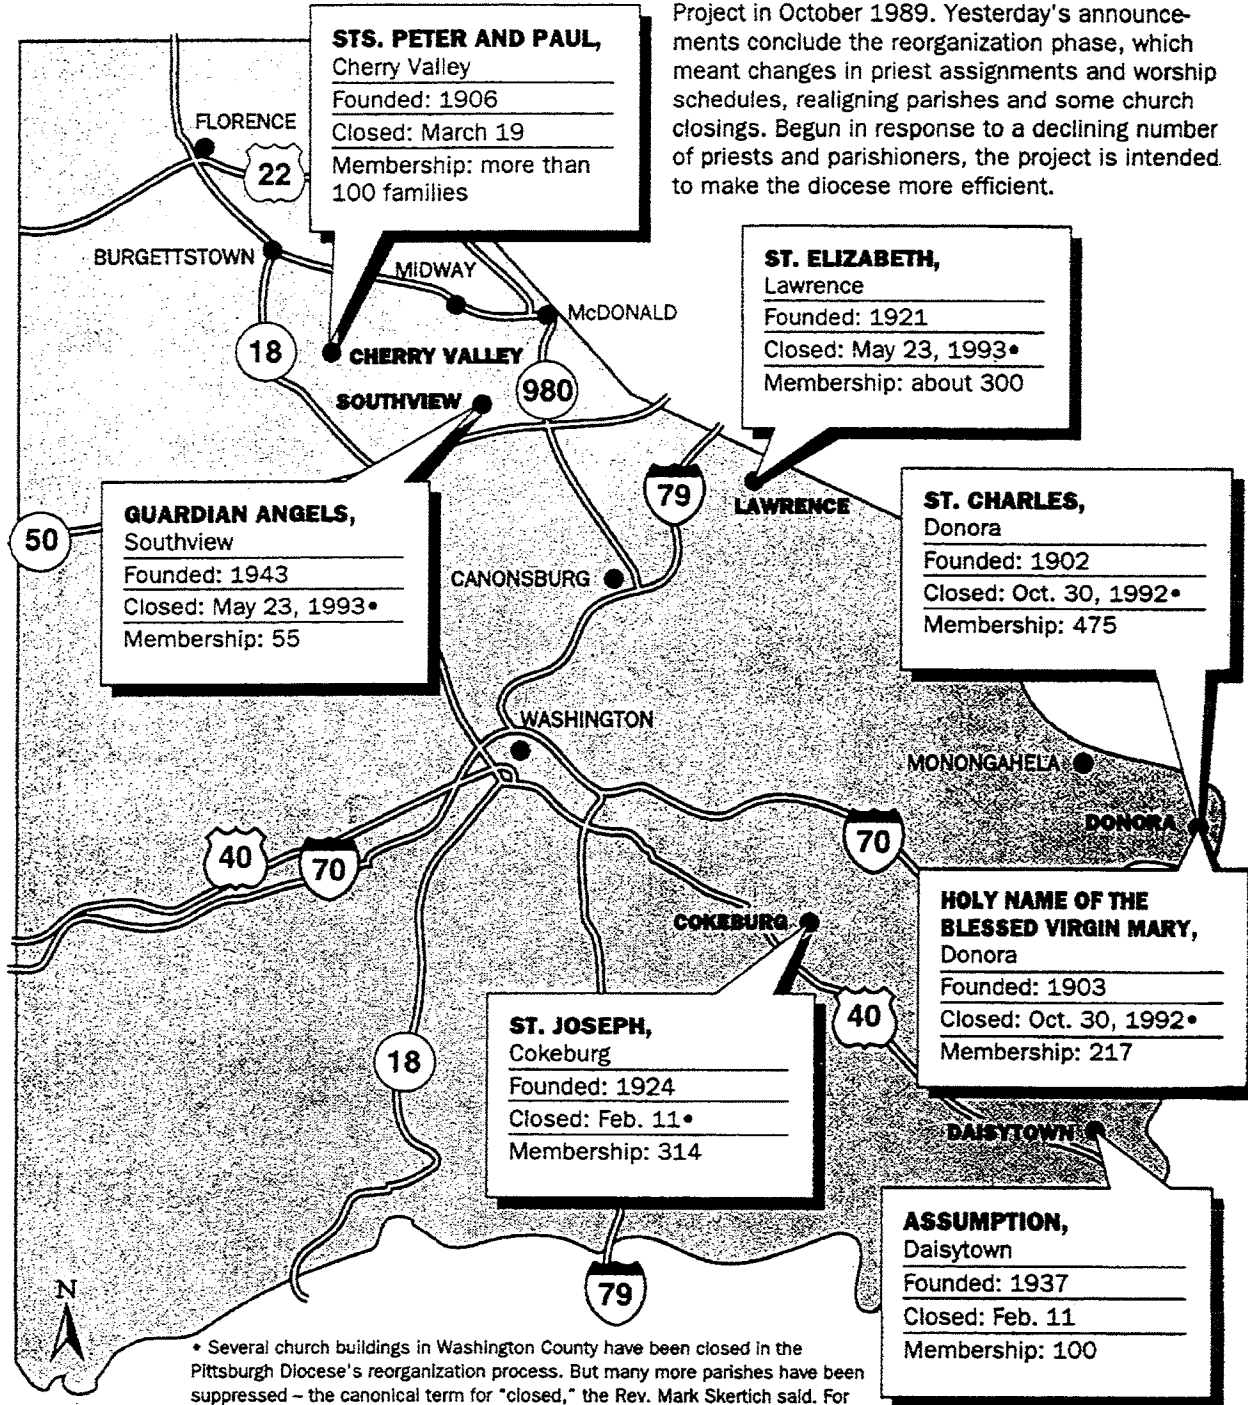 Project in October 1989. Yesterday's announce-
ments conclude the reorganization phase, which
meant changes in priest assignments and worship
schedules, realigning parishes and some church
closings. Begun in response to a declining number
of priests and parishioners, the project is intended
to make the diocese more efficient.
STS. PETER AND PAUL,
Cherry Valley
Founded: 1906
Closed: March 19
Membership: more than
100 families
FLORENCE
22
BURGETTSTOWN
MIDWAY
McDONALD
18
CHERRY VALLEY
SOUTHVIEW
980
ST. ELIZABETH,
Lawrence
Founded: 1921
Closed: May 23, 1993•
Membership: about 300
79
LAWRENCE
50
GUARDIAN ANGELS,
Southview
Founded: 1943
Closed: May 23, 1993•
Membership: 55
CANONSBURG
ST. CHARLES,
Donora
Founded: 1902
Closed: Oct. 30, 1992•
Membership: 475
WASHINGTON
MONONGAHELA
DONORA
40
70
70
COKEBURG
HOLY NAME OF THE
BLESSED VIRGIN MARY,
Donora
Founded: 1903
Closed: Oct. 30, 1992•
Membership: 217
ST. JOSEPH,
Cokeburg
Founded: 1924
Closed: Feb. 11•
Membership: 314
40
18
DAISYTOWN
ASSUMPTION,
Daisytown
Founded: 1937
Closed: Feb. 11
Membership: 100
79
N
• Several church buildings in Washington County have been closed in the
Pittsburgh Diocese's reorganization process. But many more parishes have been
suppressed – the canonical term for "closed," the Rev. Mark Skertich said. For